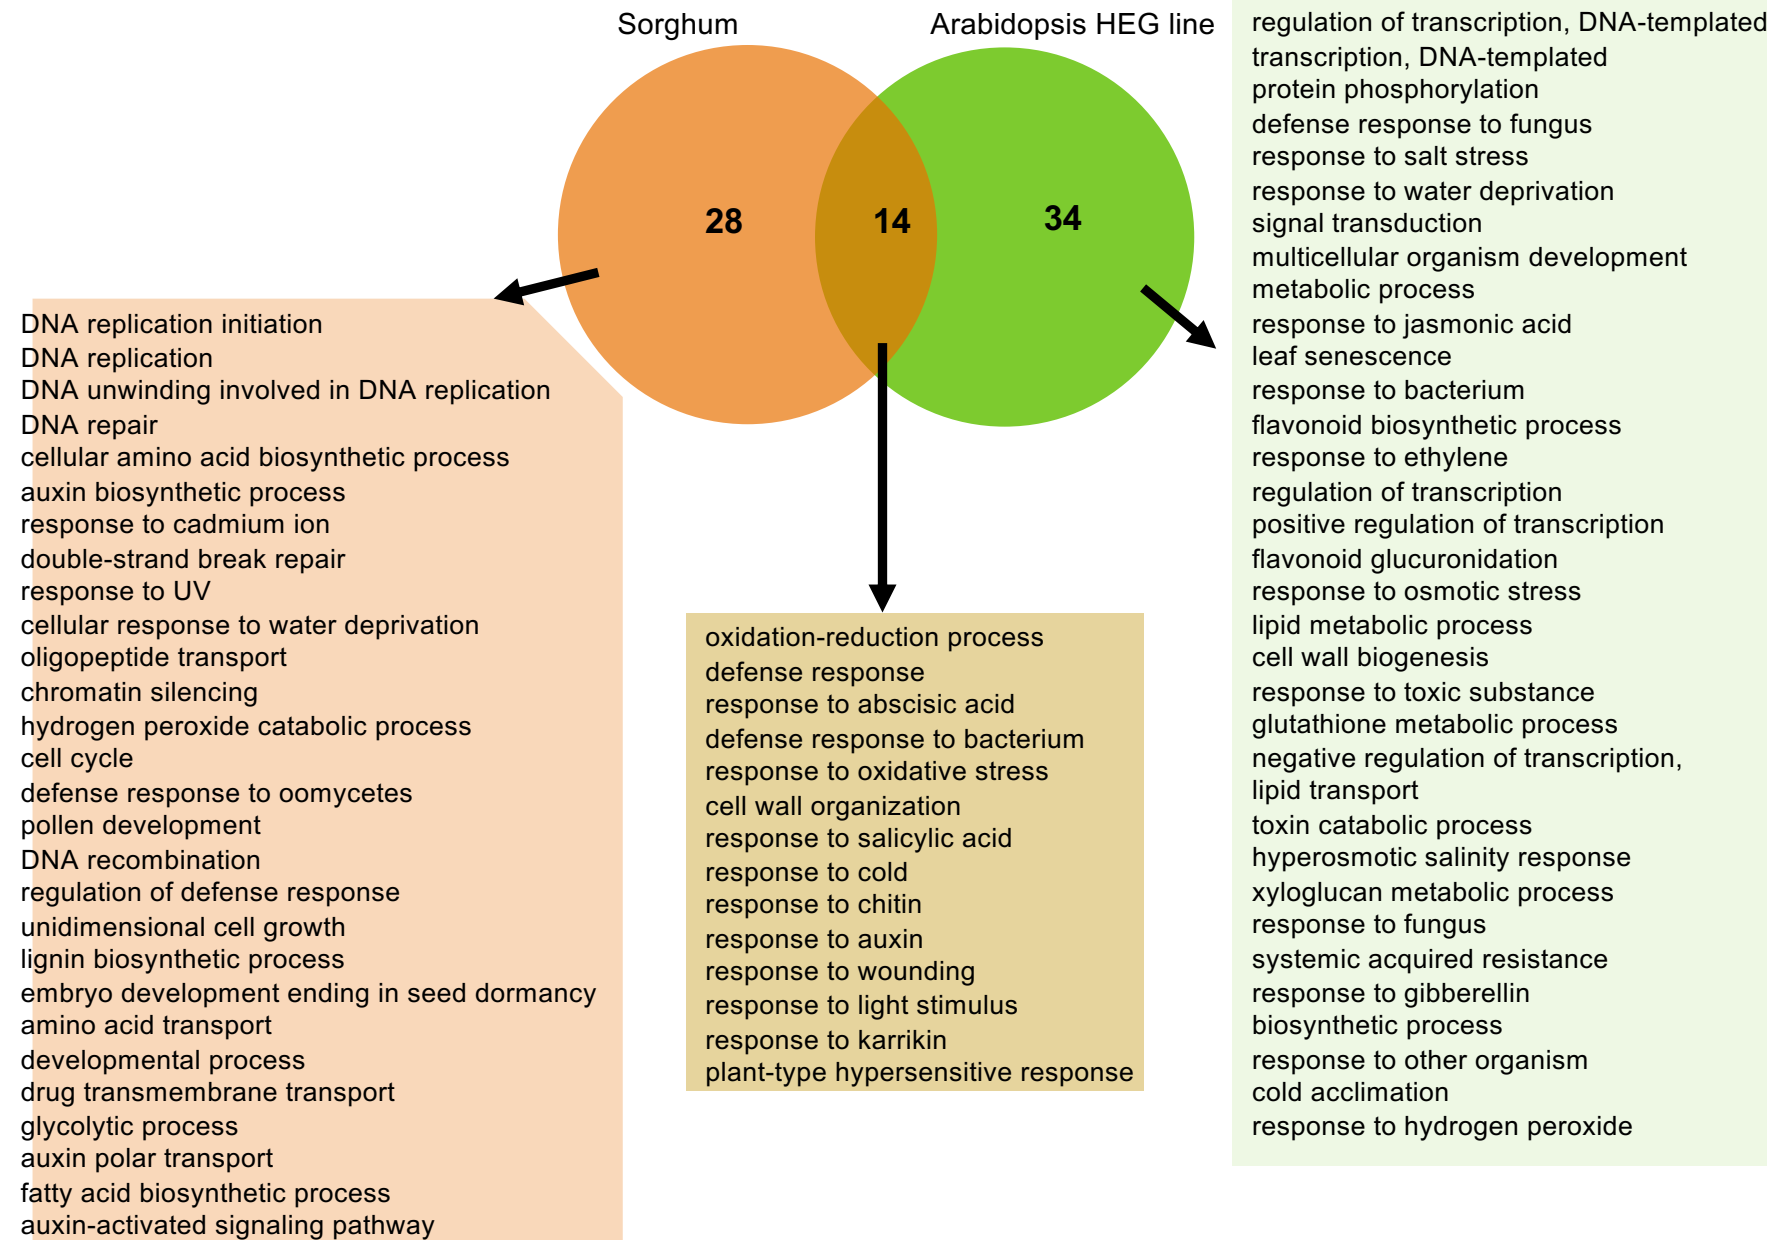 Sorghum
Arabidopsis HEG line
28
14
34
DNA replication initiation
DNA replication
DNA unwinding involved in DNA replication
DNA repair
cellular amino acid biosynthetic process
auxin biosynthetic process
response to cadmium ion
double-strand break repair
response to UV
cellular response to water deprivation
oligopeptide transport
chromatin silencing
hydrogen peroxide catabolic process
cell cycle
defense response to oomycetes
pollen development
DNA recombination
regulation of defense response
unidimensional cell growth
lignin biosynthetic process
embryo development ending in seed dormancy
amino acid transport
developmental process
drug transmembrane transport
glycolytic process
auxin polar transport
fatty acid biosynthetic process
auxin-activated signaling pathway
oxidation-reduction process
defense response
response to abscisic acid
defense response to bacterium
response to oxidative stress
cell wall organization
response to salicylic acid
response to cold
response to chitin
response to auxin
response to wounding
response to light stimulus
response to karrikin
plant-type hypersensitive response
regulation of transcription, DNA-templated
transcription, DNA-templated
protein phosphorylation
defense response to fungus
response to salt stress
response to water deprivation
signal transduction
multicellular organism development
metabolic process
response to jasmonic acid
leaf senescence
response to bacterium
flavonoid biosynthetic process
response to ethylene
regulation of transcription
positive regulation of transcription
flavonoid glucuronidation
response to osmotic stress
lipid metabolic process
cell wall biogenesis
response to toxic substance
glutathione metabolic process
negative regulation of transcription,
lipid transport
toxin catabolic process
hyperosmotic salinity response
xyloglucan metabolic process
response to fungus
systemic acquired resistance
response to gibberellin
biosynthetic process
response to other organism
cold acclimation
response to hydrogen peroxide